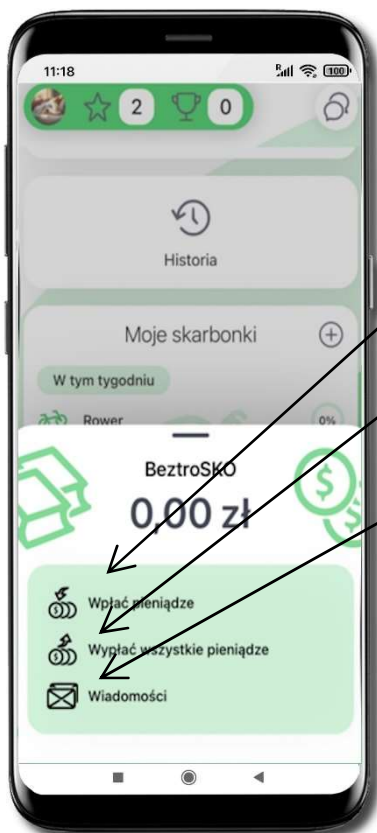 11:18
R
100
2
0
Historia
Moje skarbonki
W tym tygodniu
Rower
0%
BeztroSKO
0,00 zł
Wpłać pieniądze
Wypłać wszystkie pieniądze
Wiadomości